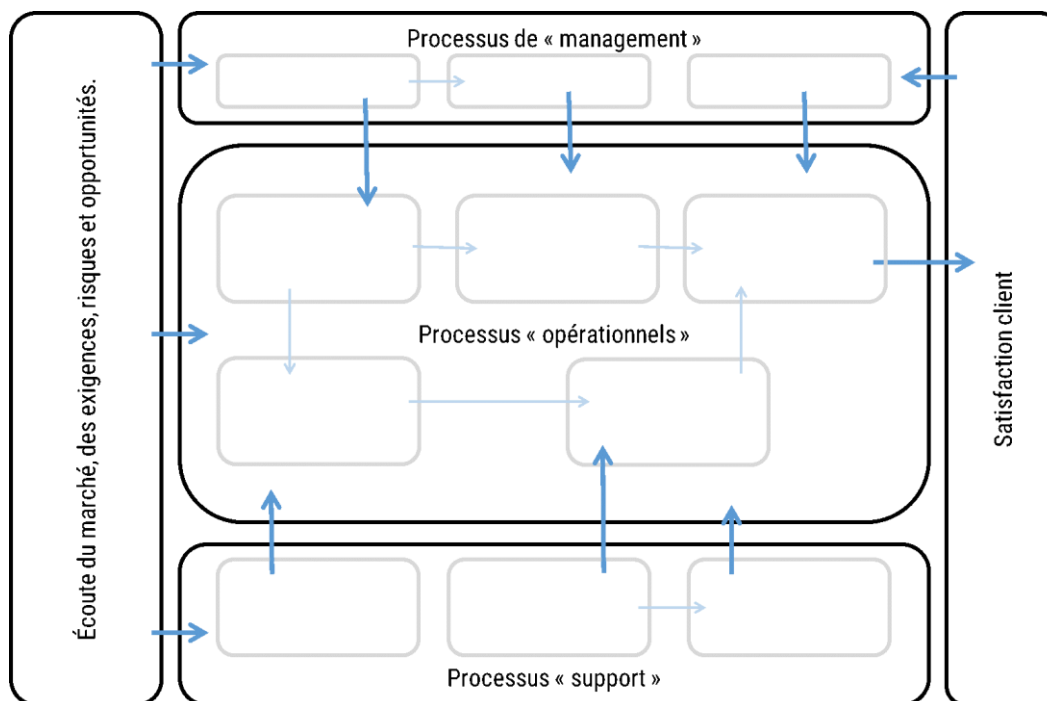 Écoute du marché, des exigences, risques et opportunités.
Processus de « management »
Processus « opérationnels »
Processus « support »
Satisfaction client